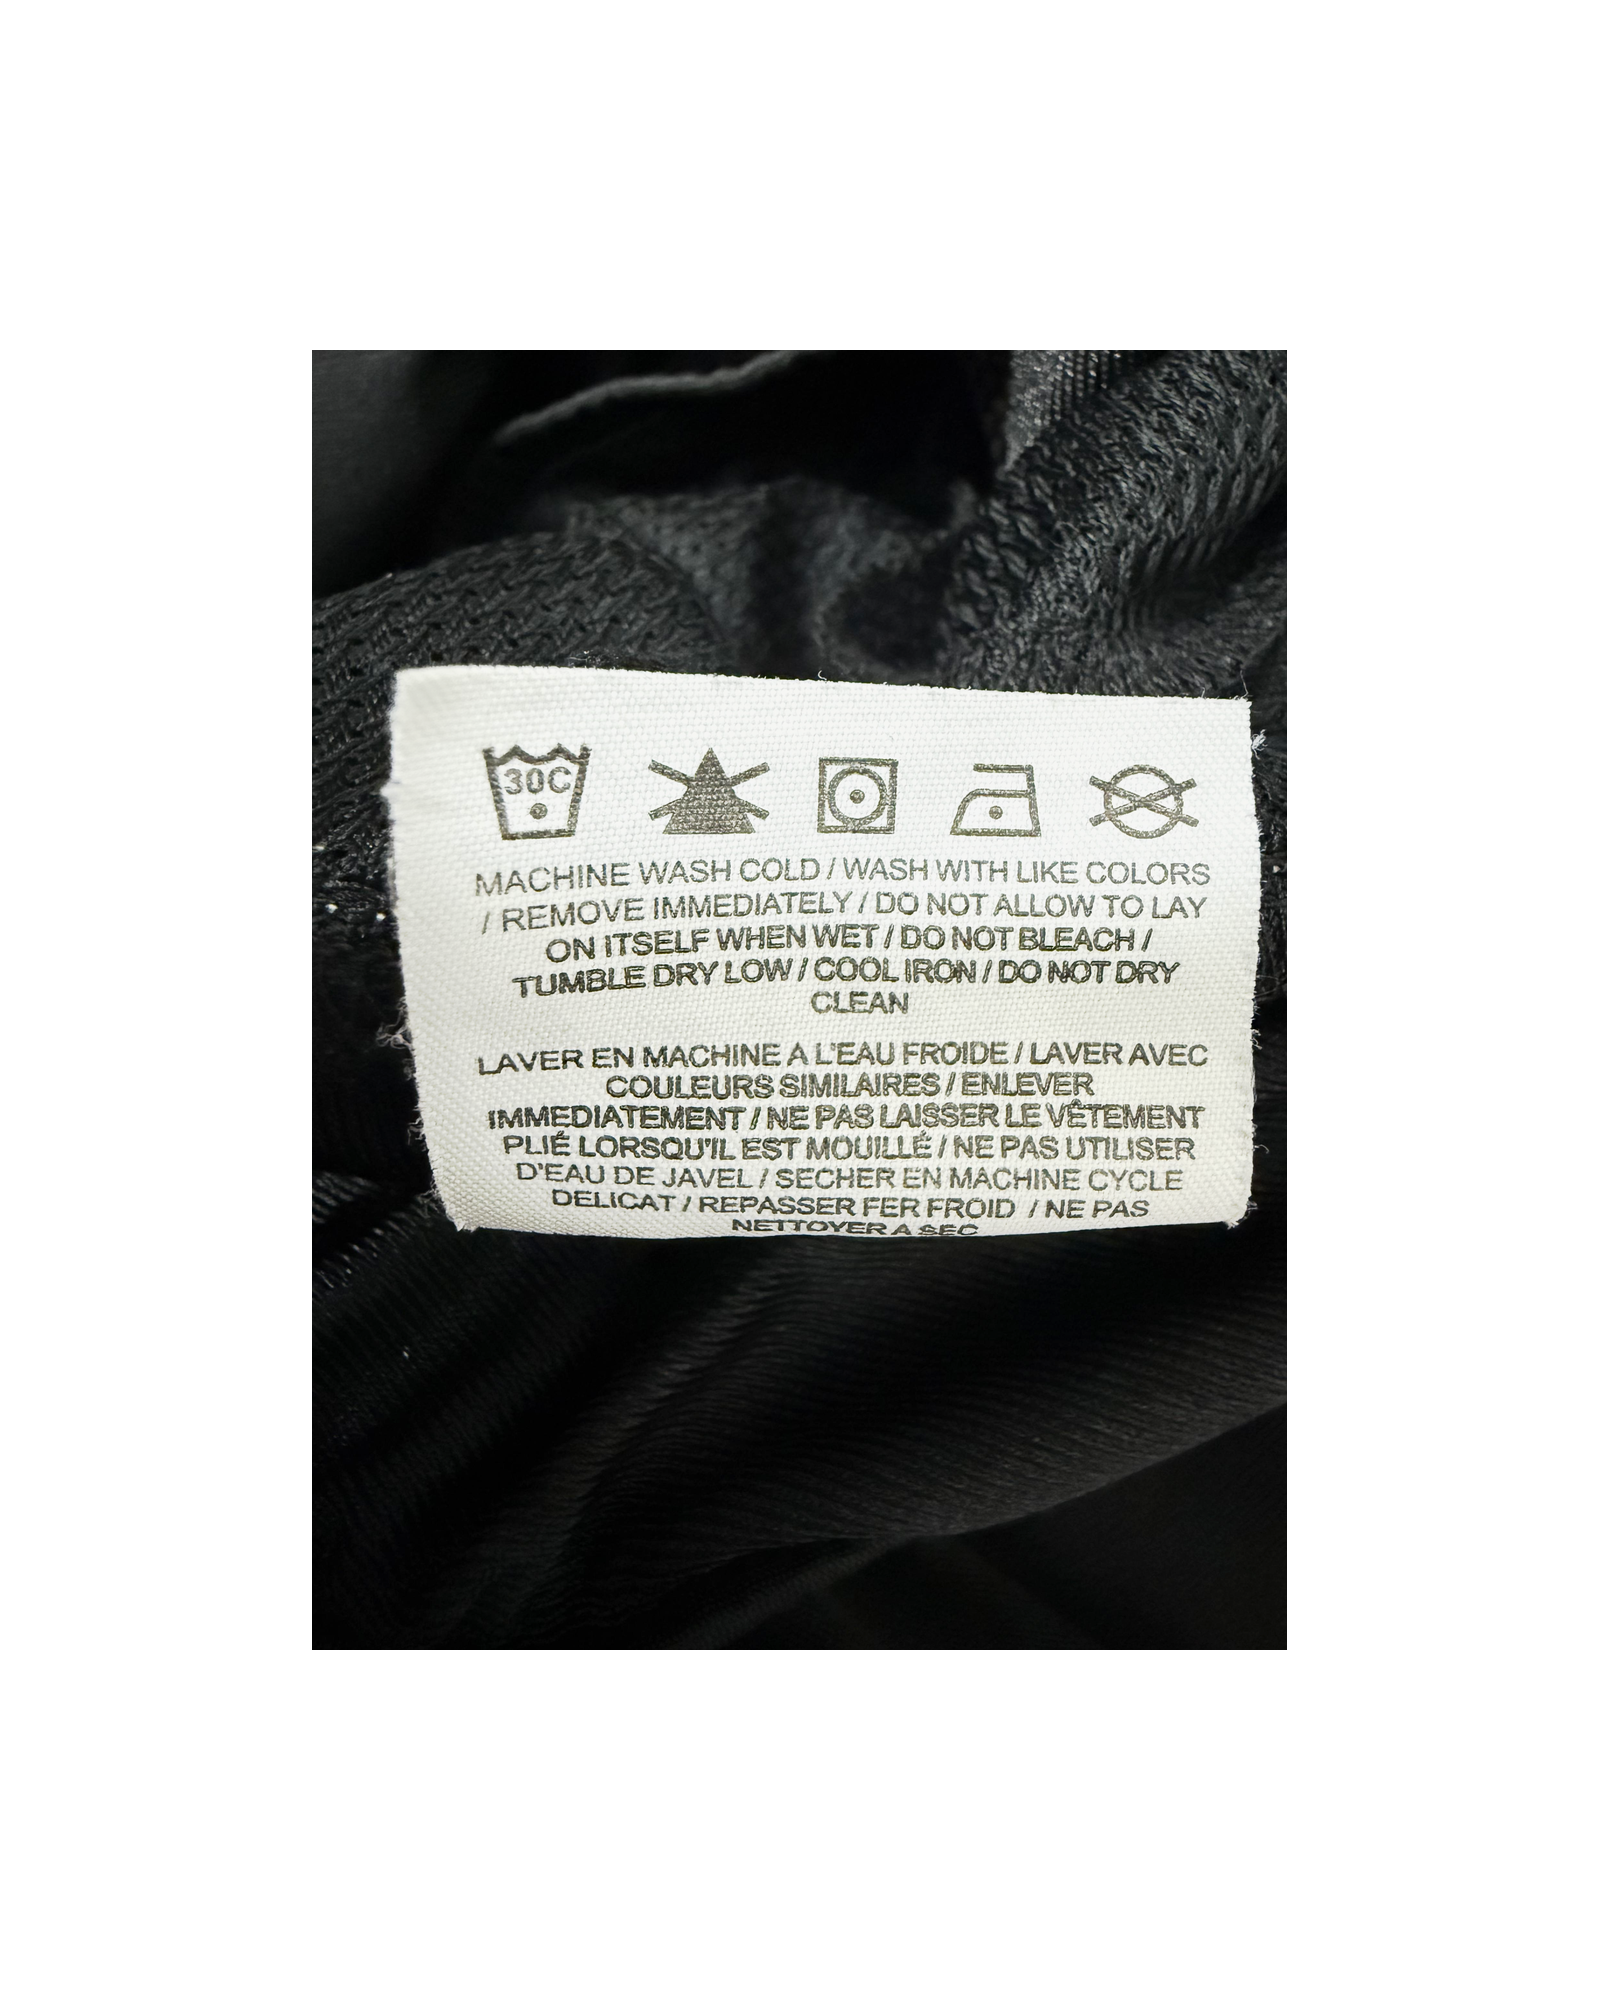 30C
MACHINE WASH COLD / WASH WITH LIKE COLORS
/ REMOVE IMMEDIATELY / DO NOT ALLOW TO LAY
ON ITSELF WHEN WET / DO NOT BLEACH /
TUMBLE DRY LOW / COOL IRON / DO NOT DRY
CLEAN
LAVER EN MACHINE A L'EAU FROIDE / LAVER AVEC
COULEURS SIMILAIRES / ENLEVER
IMMEDIATEMENT / NE PAS LAISSER LE VÊTEMENT
PLIÉ LORSQU'IL EST MOUILLÉ / NE PAS UTILISER
D'EAU DE JAVEL / SECHER EN MACHINE CYCLE
DELICAT / REPASSER FER FROID / NE PAS
NETTOYER A SEC